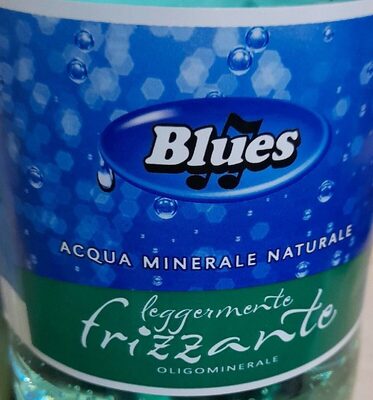 Blues
ACQUA MINERALE NATURALE
leggermente
frizzante
OLIGOMINERALE